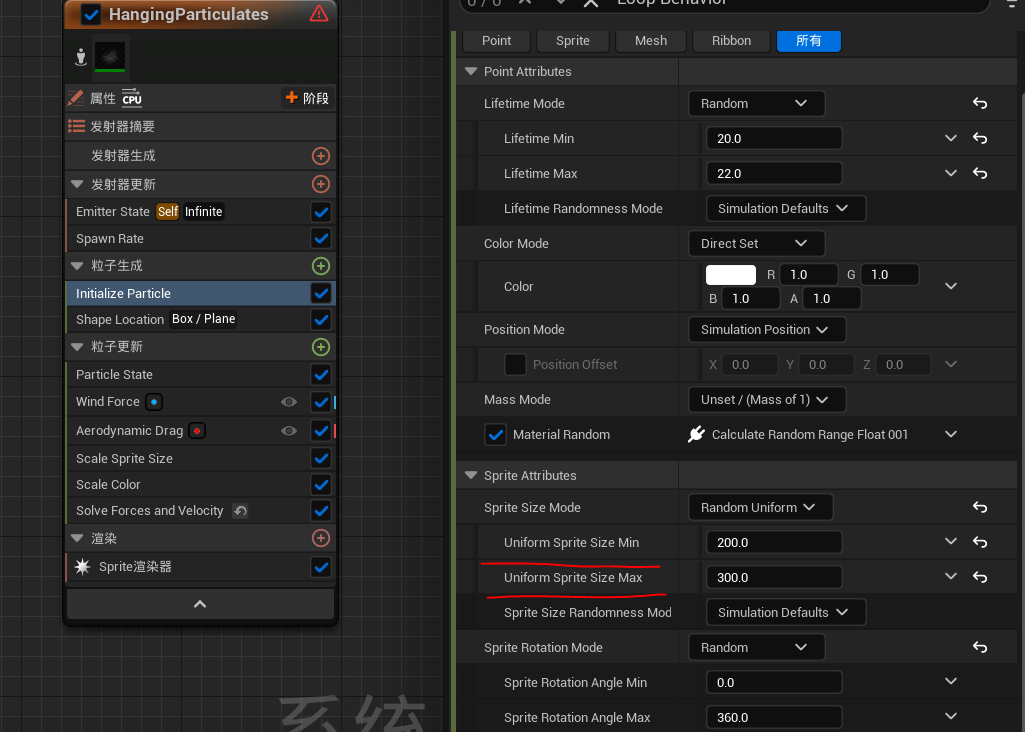 0 / 0
Loop Behavior
HangingParticulates
属性 CPU
阶段
发射器摘要
发射器生成
发射器更新
Emitter State Self Infinite
Spawn Rate
粒子生成
Initialize Particle
Shape Location Box / Plane
粒子更新
Particle State
Wind Force
Aerodynamic Drag
Scale Sprite Size
Scale Color
Solve Forces and Velocity
渲染
Sprite渲染器
系统
Point Sprite Mesh Ribbon 所有
Point Attributes
Lifetime Mode Random
Lifetime Min 20.0
Lifetime Max 22.0
Lifetime Randomness Mode Simulation Defaults
Color Mode Direct Set
Color R 1.0 G 1.0
B 1.0 A 1.0
Position Mode Simulation Position
Position Offset X 0.0 Y 0.0 Z 0.0
Mass Mode Unset / (Mass of 1)
Material Random Calculate Random Range Float 001
Sprite Attributes
Sprite Size Mode Random Uniform
Uniform Sprite Size Min 200.0
Uniform Sprite Size Max 300.0
Sprite Size Randomness Mod Simulation Defaults
Sprite Rotation Mode Random
Sprite Rotation Angle Min 0.0
Sprite Rotation Angle Max 360.0